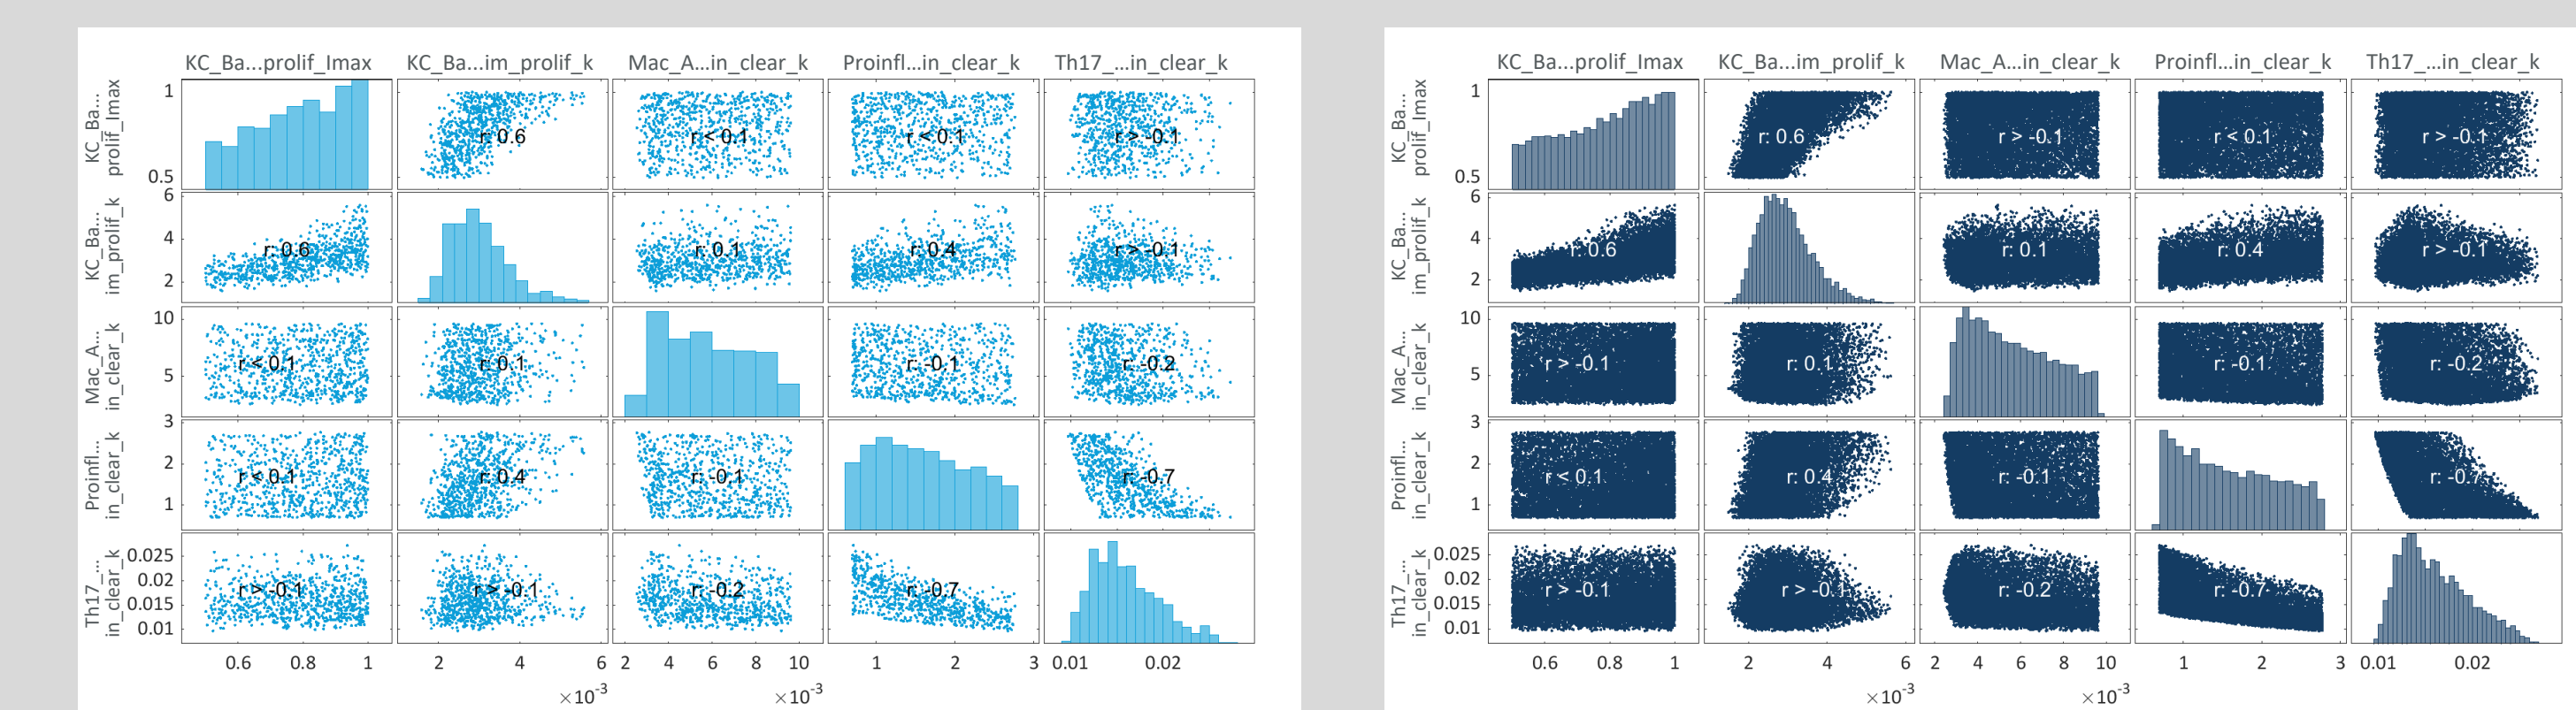 KC_Ba...prolif_Imax KC_Ba...im_prolif_k Mac_A...in_clear_k Proinfl...in_clear_k Th17_...in_clear_k
KC_Ba...
prolif_Imax
1
0.5
r: 0.6 r < 0.1 r < 0.1 r > -0.1
KC_Ba...
im_prolif_k
6
4
2
r: 0.6 r: 0.1 r: 0.4 r > -0.1
Mac_A...
in_clear_k
10
5
r < 0.1 r: 0.1 r: -0.1 r: -0.2
Proinfl...
in_clear_k
3
2
1
r < 0.1 r: 0.4 r: -0.1 r: -0.7
Th17_...
in_clear_k
0.025
0.02
0.015
0.01
r > -0.1 r > -0.1 r: -0.2 r: -0.7
0.6 0.8 1 2 4 6 2 4 6 8 10 1 2 3 0.01 0.02
×10-3 ×10-3
KC_Ba...prolif_Imax KC_Ba...im_prolif_k Mac_A...in_clear_k Proinfl...in_clear_k Th17_...in_clear_k
KC_Ba...
prolif_Imax
1
0.5
r: 0.6 r > -0.1 r < 0.1 r > -0.1
KC_Ba...
im_prolif_k
6
4
2
r: 0.6 r: 0.1 r: 0.4 r > -0.1
Mac_A...
in_clear_k
10
5
r > -0.1 r: 0.1 r: -0.1 r: -0.2
Proinfl...
in_clear_k
3
2
1
r < 0.1 r: 0.4 r: -0.1 r: -0.7
Th17_...
in_clear_k
0.025
0.02
0.015
0.01
r > -0.1 r > -0.1 r: -0.2 r: -0.7
0.6 0.8 1 2 4 6 2 4 6 8 10 1 2 3 0.01 0.02
×10-3 ×10-3